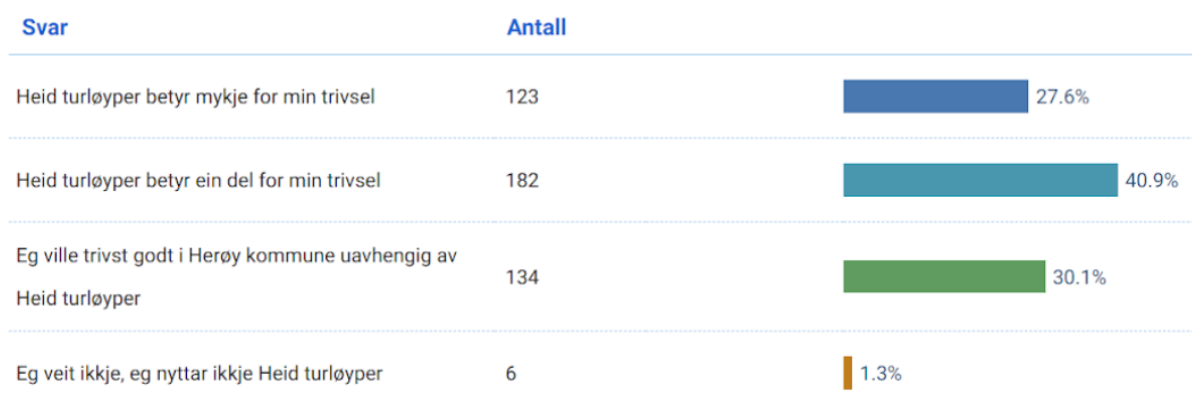 Svar Antall
Heid turløyper betyr mykje for min trivsel 123 27.6%
Heid turløyper betyr ein del for min trivsel 182 40.9%
Eg ville trivst godt i Herøy kommune uavhengig av
Heid turløyper 134 30.1%
Eg veit ikkje, eg nyttar ikkje Heid turløyper 6 1.3%